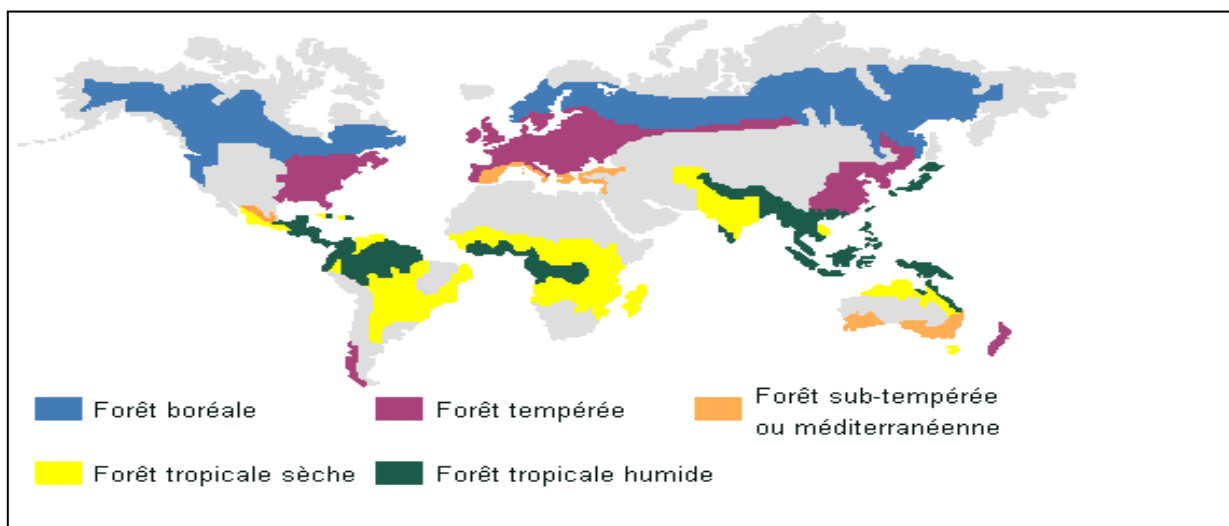 Forêt boréale
Forêt tempérée
Forêt sub-tempérée
ou méditerranéenne
Forêt tropicale sèche
Forêt tropicale humide